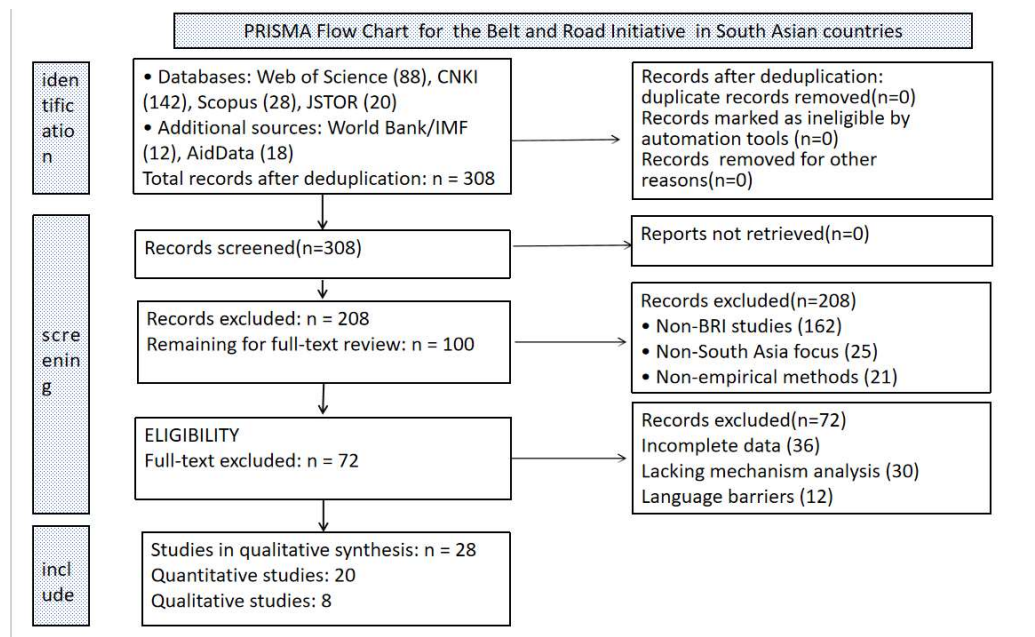 PRISMA Flow Chart for the Belt and Road Initiative in South Asian countries
iden
tific
atio
n
• Databases: Web of Science (88), CNKI
(142), Scopus (28), JSTOR (20)
• Additional sources: World Bank/IMF
(12), AidData (18)
Total records after deduplication: n = 308
Records after deduplication:
duplicate records removed(n=0)
Records marked as ineligible by
automation tools (n=0)
Records removed for other
reasons(n=0)
scre
enin
g
Records screened(n=308)
Reports not retrieved(n=0)
Records excluded: n = 208
Remaining for full-text review: n = 100
Records excluded(n=208)
• Non-BRI studies (162)
• Non-South Asia focus (25)
• Non-empirical methods (21)
ELIGIBILITY
Full-text excluded: n = 72
Records excluded(n=72)
Incomplete data (36)
Lacking mechanism analysis (30)
Language barriers (12)
incl
ude
Studies in qualitative synthesis: n = 28
Quantitative studies: 20
Qualitative studies: 8